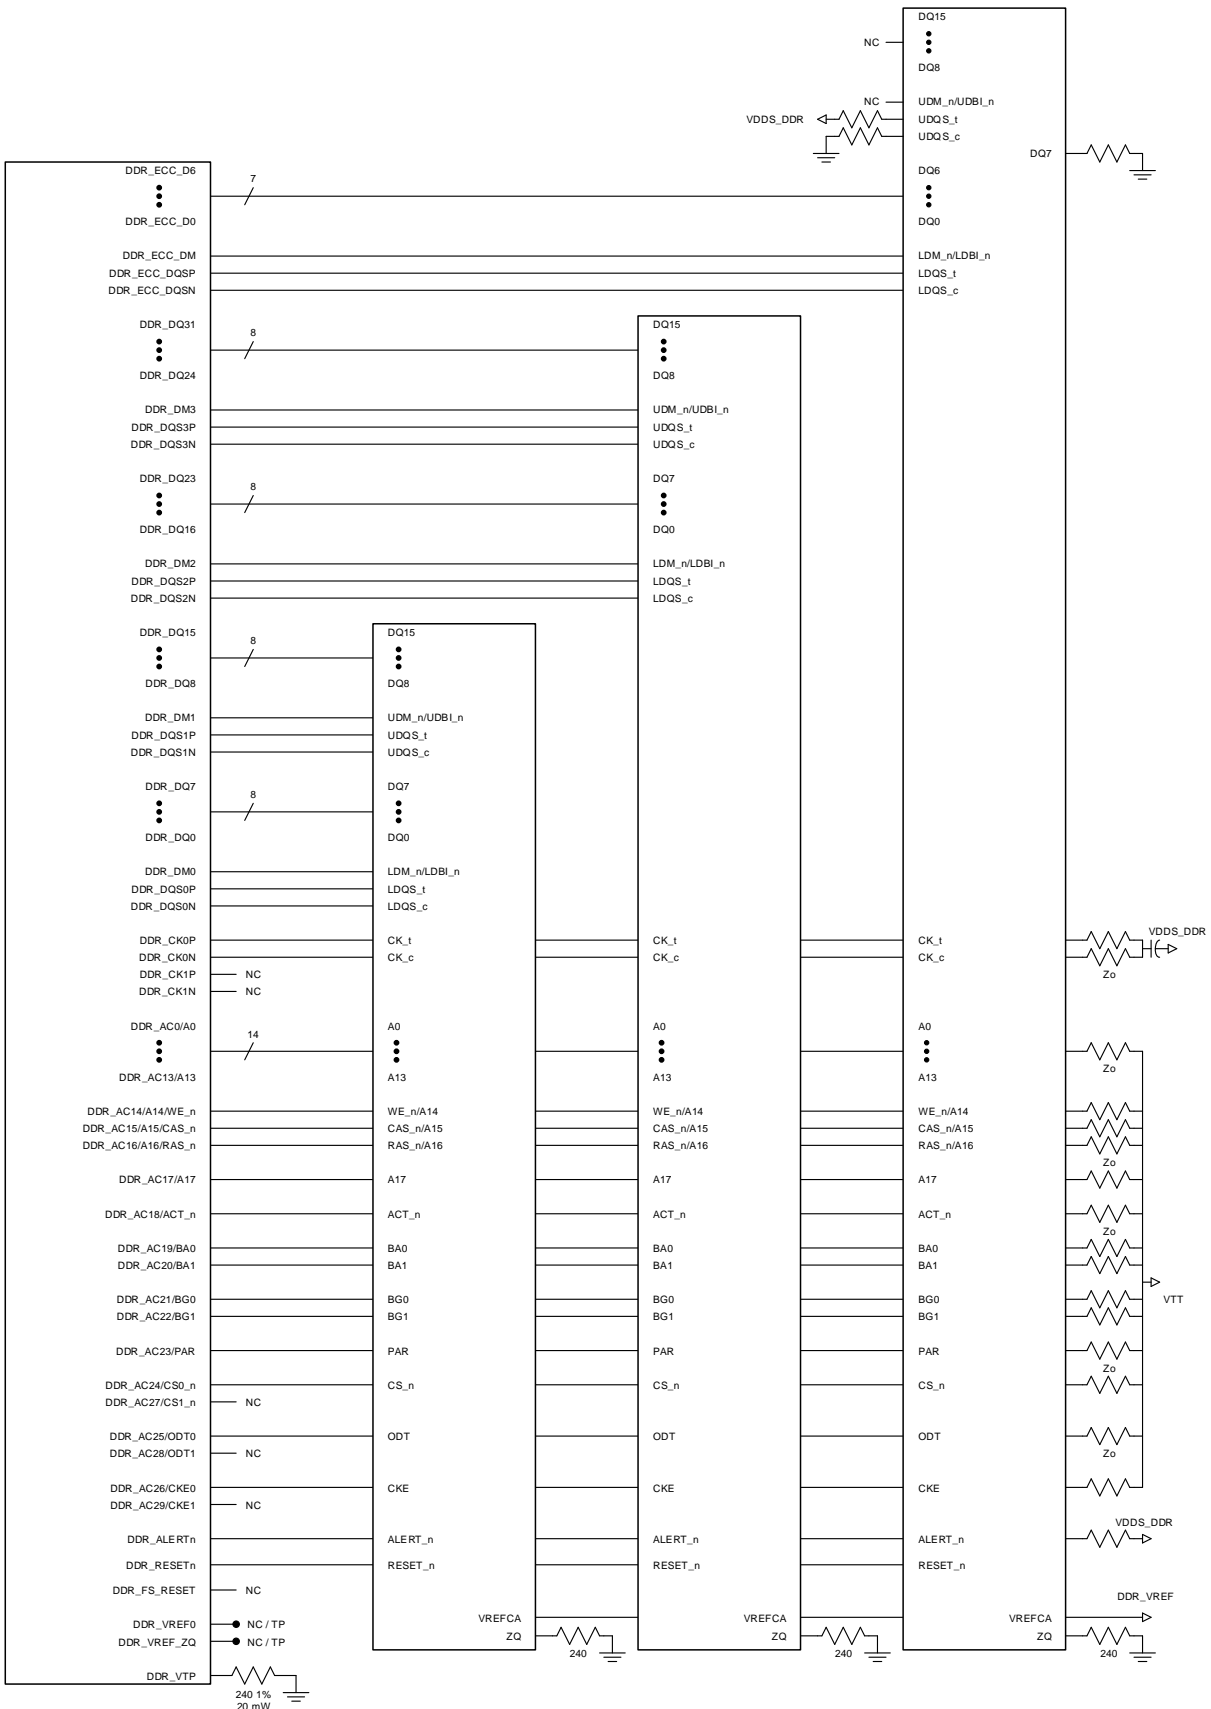 DQ15
NC
DQ8
NC UDM_n/UDBI_n
VDDS_DDR UDQS_t
UDQS_c
DQ7
DDR_ECC_D6 7 DQ6
DDR_ECC_D0 DQ0
DDR_ECC_DM LDM_n/LDBI_n
DDR_ECC_DQSP LDQS_t
DDR_ECC_DQSN LDQS_c
DDR_DQ31 8 DQ15
DDR_DQ24 DQ8
DDR_DM3 UDM_n/UDBI_n
DDR_DQS3P UDQS_t
DDR_DQS3N UDQS_c
DDR_DQ23 8 DQ7
DDR_DQ16 DQ0
DDR_DM2 LDM_n/LDBI_n
DDR_DQS2P LDQS_t
DDR_DQS2N LDQS_c
DDR_DQ15 8 DQ15
DDR_DQ8 DQ8
DDR_DM1 UDM_n/UDBI_n
DDR_DQS1P UDQS_t
DDR_DQS1N UDQS_c
DDR_DQ7 8 DQ7
DDR_DQ0 DQ0
DDR_DM0 LDM_n/LDBI_n
DDR_DQS0P LDQS_t
DDR_DQS0N LDQS_c
VDDS_DDR
DDR_CK0P CK_t CK_t CK_t
DDR_CK0N CK_c CK_c CK_c
DDR_CK1P NC Zo
DDR_CK1N NC
DDR_AC0/A0 14 A0 A0 A0
Zo
DDR_AC13/A13 A13 A13 A13
DDR_AC14/A14/WE_n WE_n/A14 WE_n/A14 WE_n/A14
DDR_AC15/A15/CAS_n CAS_n/A15 CAS_n/A15 CAS_n/A15
DDR_AC16/A16/RAS_n RAS_n/A16 RAS_n/A16 RAS_n/A16
Zo
DDR_AC17/A17 A17 A17 A17
DDR_AC18/ACT_n ACT_n ACT_n ACT_n
Zo
DDR_AC19/BA0 BA0 BA0 BA0
DDR_AC20/BA1 BA1 BA1 BA1
DDR_AC21/BG0 BG0 BG0 BG0
VTT
DDR_AC22/BG1 BG1 BG1 BG1
DDR_AC23/PAR PAR PAR PAR
Zo
DDR_AC24/CS0_n CS_n CS_n CS_n
DDR_AC27/CS1_n NC
DDR_AC25/ODT0 ODT ODT ODT
DDR_AC28/ODT1 NC Zo
DDR_AC26/CKE0 CKE CKE CKE
DDR_AC29/CKE1 NC
VDDS_DDR
DDR_ALERTn ALERT_n ALERT_n ALERT_n
DDR_RESETn RESET_n RESET_n RESET_n
DDR_FS_RESET NC
DDR_VREF
DDR_VREF0 NC / TP VREFCA VREFCA VREFCA
DDR_VREF_ZQ NC / TP ZQ ZQ ZQ
240 240 240
DDR_VTP
240 1%
20 mW